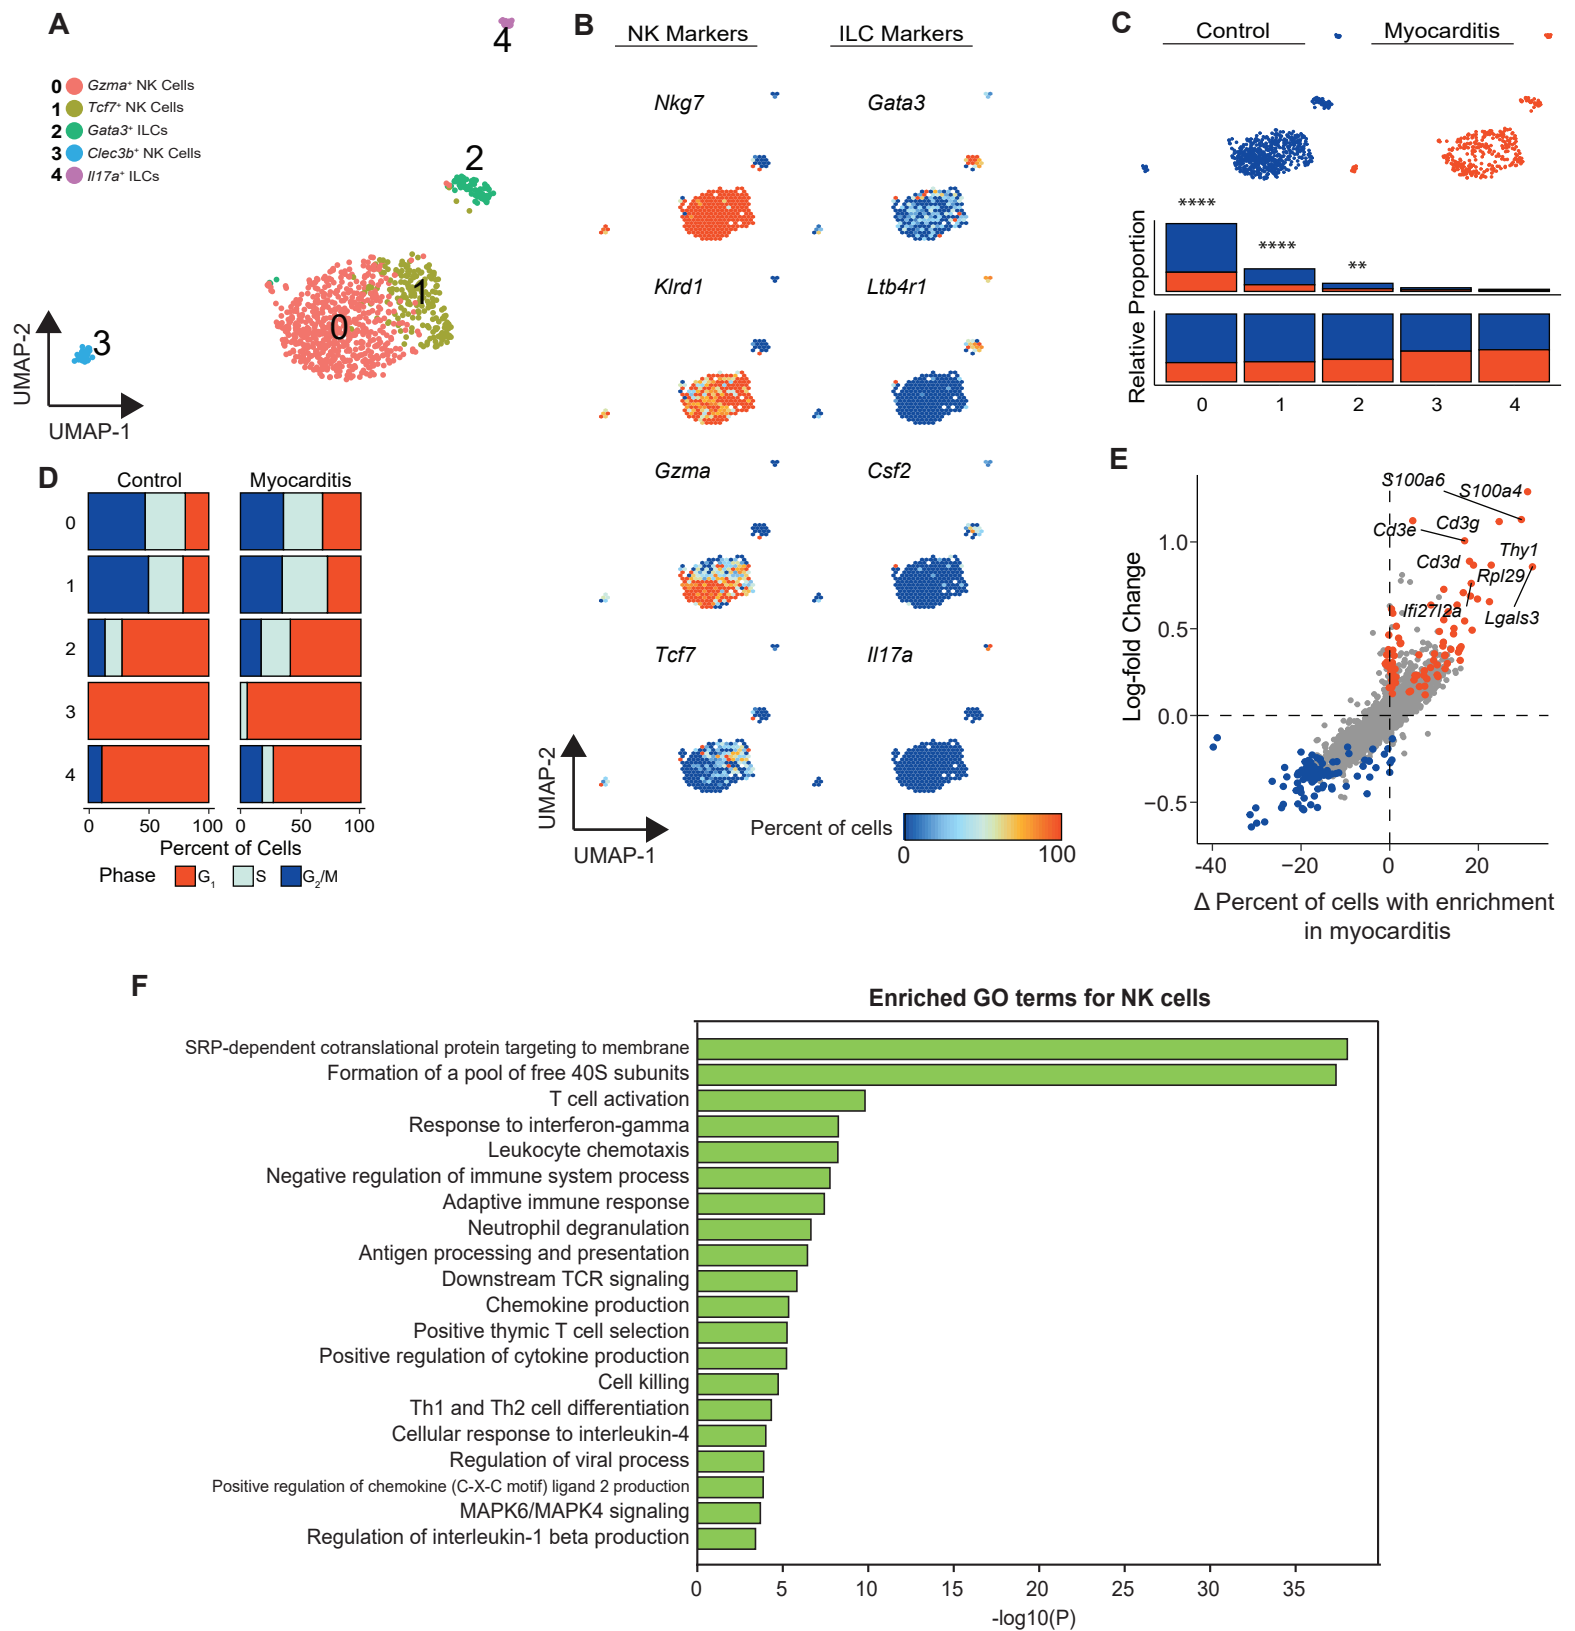 A
4
0 Gzma+ NK Cells
1 Tcf7+ NK Cells
2 Gata3+ ILCs
3 Clec3b+ NK Cells
4 Il17a+ ILCs
2
1
0
3
UMAP-2
UMAP-1
B
NK Markers
ILC Markers
Nkg7
Gata3
Klrd1
Ltb4r1
Gzma
Csf2
Tcf7
Il17a
UMAP-2
UMAP-1
Percent of cells
0
100
C
Control
Myocarditis
****
****
**
Relative Proportion
0 1 2 3 4
D
Control
Myocarditis
0
1
2
3
4
0 50 100
0 50 100
Percent of Cells
Phase
G1
S
G2/M
E
S100a6
S100a4
Cd3e
Cd3g
Thy1
Cd3d
Rpl29
Ifi27l2a
Lgals3
Log-fold Change
1.0
0.5
0.0
−0.5
-40 −20 0 20
Δ Percent of cells with enrichment
in myocarditis
F
Enriched GO terms for NK cells
SRP-dependent cotranslational protein targeting to membrane
Formation of a pool of free 40S subunits
T cell activation
Response to interferon-gamma
Leukocyte chemotaxis
Negative regulation of immune system process
Adaptive immune response
Neutrophil degranulation
Antigen processing and presentation
Downstream TCR signaling
Chemokine production
Positive thymic T cell selection
Positive regulation of cytokine production
Cell killing
Th1 and Th2 cell differentiation
Cellular response to interleukin-4
Regulation of viral process
Positive regulation of chemokine (C-X-C motif) ligand 2 production
MAPK6/MAPK4 signaling
Regulation of interleukin-1 beta production
0 5 10 15 20 25 30 35
-log10(P)